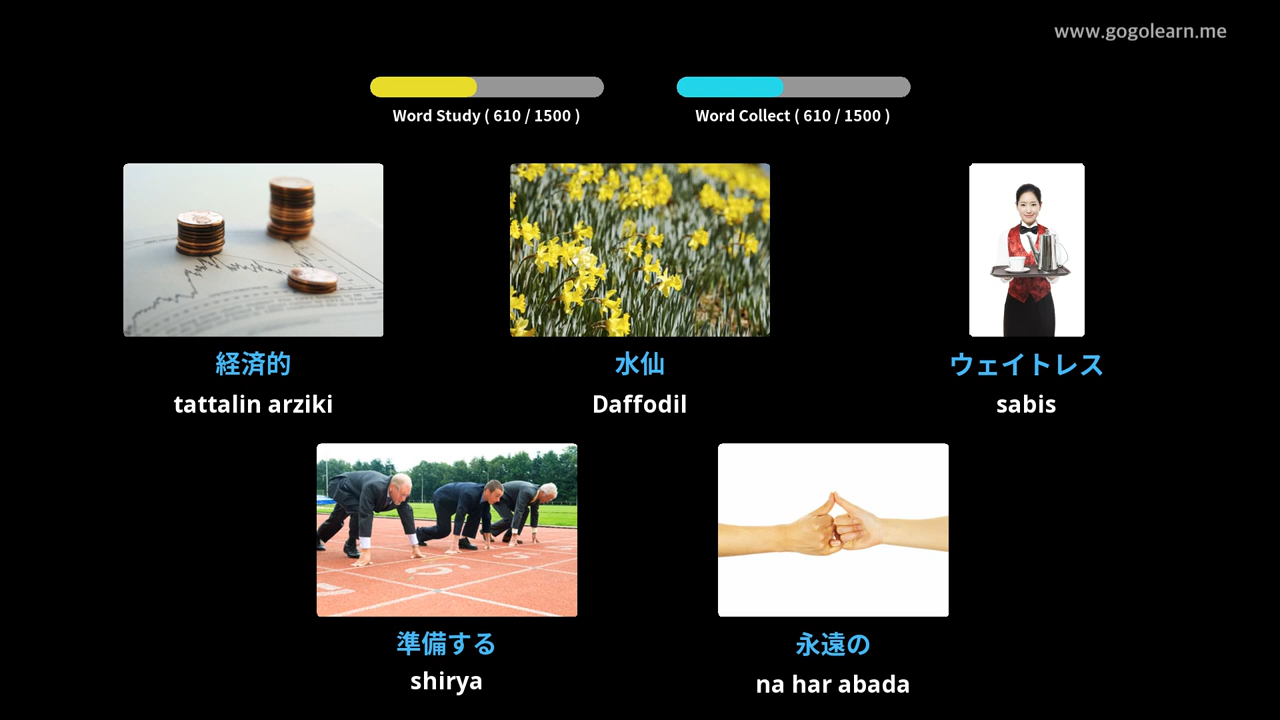 www.gogolearn.me
Word Study ( 610 / 1500 )
Word Collect ( 610 / 1500 )
経済的
tattalin arziki
水仙
Daffodil
ウェイトレス
sabis
準備する
shirya
永遠の
na har abada